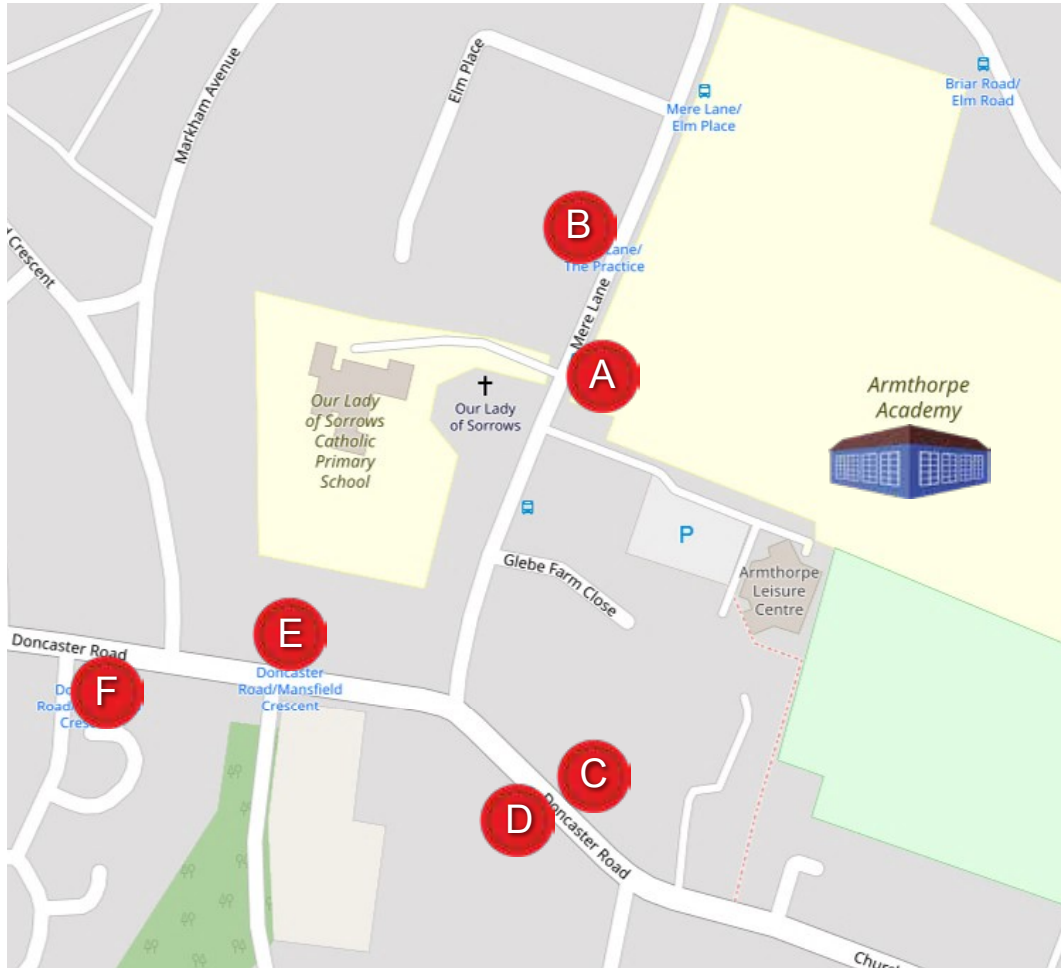 Markham Avenue
Elm Place
Mere Lane/
Elm Place
Briar Road/
Elm Road
Crescent
B
Lane/
The Practice
Mere Lane
A
Armthorpe
Academy
Our Lady
of Sorrows
Catholic
Primary
School
Our Lady
of Sorrows
P
Glebe Farm Close
Armthorpe
Leisure
Centre
E
Doncaster Road
Doncaster
Road/Mansfield
Crescent
F
C
D
Doncaster Road